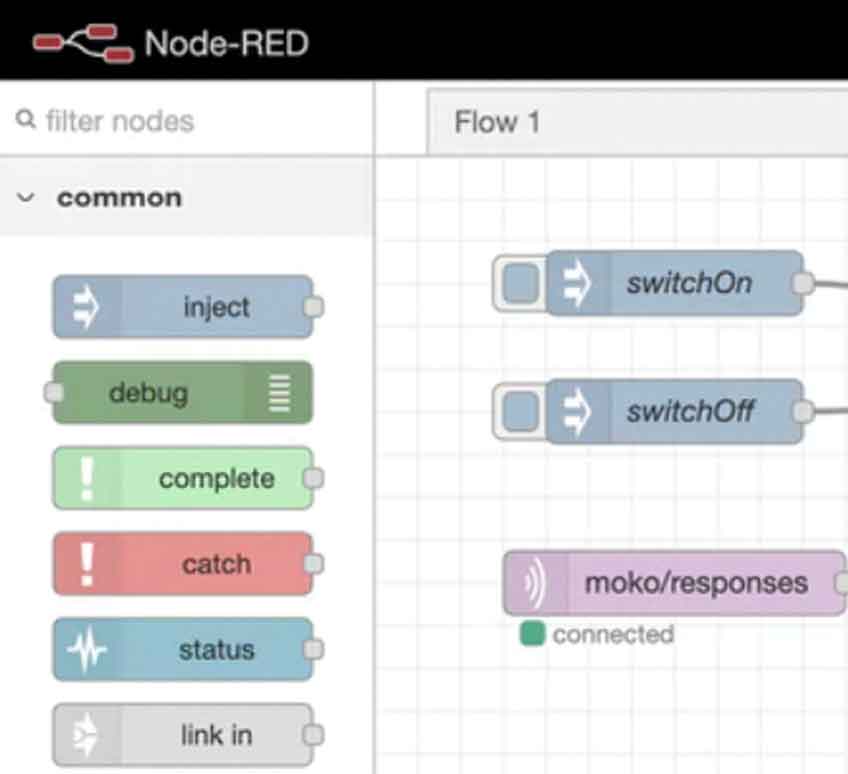 Node-RED
filter nodes
Flow 1
common
inject
debug
complete
catch
status
link in
switchOn
switchOff
moko/responses
connected